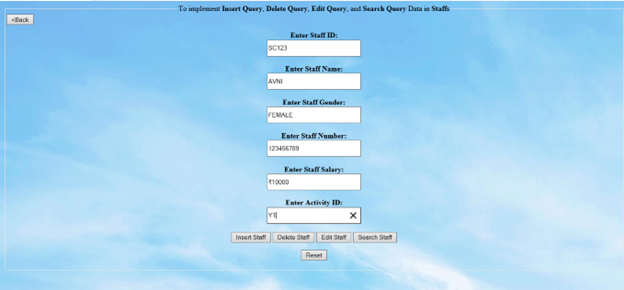 To implement Insert Query, Delete Query, Edit Query, and Search Query Data in Staffs
<Back
Enter Staff ID:
SC123
Enter Staff Name:
AVNI
Enter Staff Gender:
FEMALE
Enter Staff Number:
123456789
Enter Staff Salary:
₹10000
Enter Activity ID:
Y1
Insert Staff Delete Staff Edit Staff Search Staff
Reset